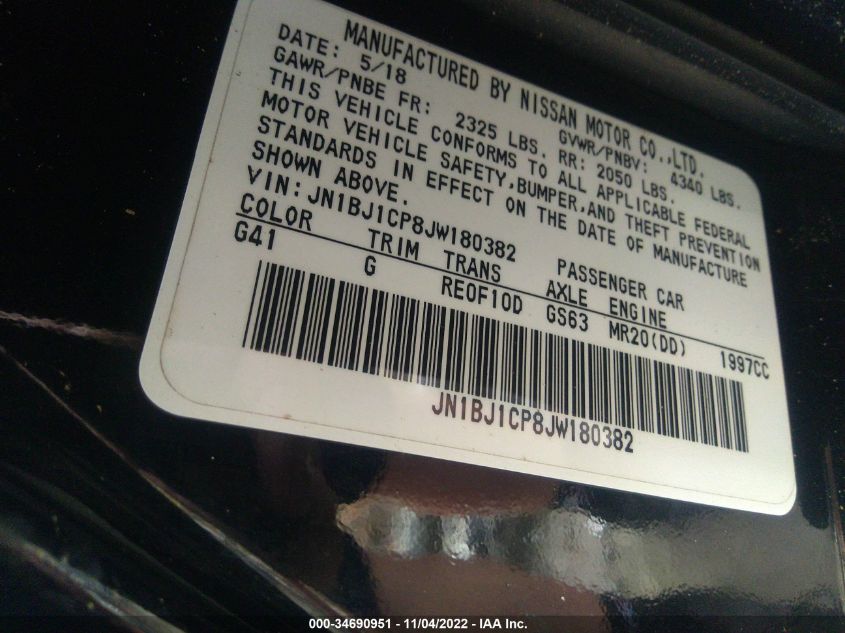 MANUFACTURED BY NISSAN MOTOR CO.,LTD.
DATE: 5/18 GVWR/PNBV: 4340 LBS.
GAWR/PNBE FR: 2325 LBS. RR: 2050 LBS.
THIS VEHICLE CONFORMS TO ALL APPLICABLE FEDERAL
MOTOR VEHICLE SAFETY,BUMPER,AND THEFT PREVENTION
STANDARDS IN EFFECT ON THE DATE OF MANUFACTURE
SHOWN ABOVE.
VIN:JN1BJ1CP8JW180382 PASSENGER CAR
COLOR TRIM TRANS AXLE ENGINE
G41 G RE0F10D GS63 MR20(DD) 1997CC
JN1BJ1CP8JW180382
000-34690951 - 11/04/2022 - IAA Inc.